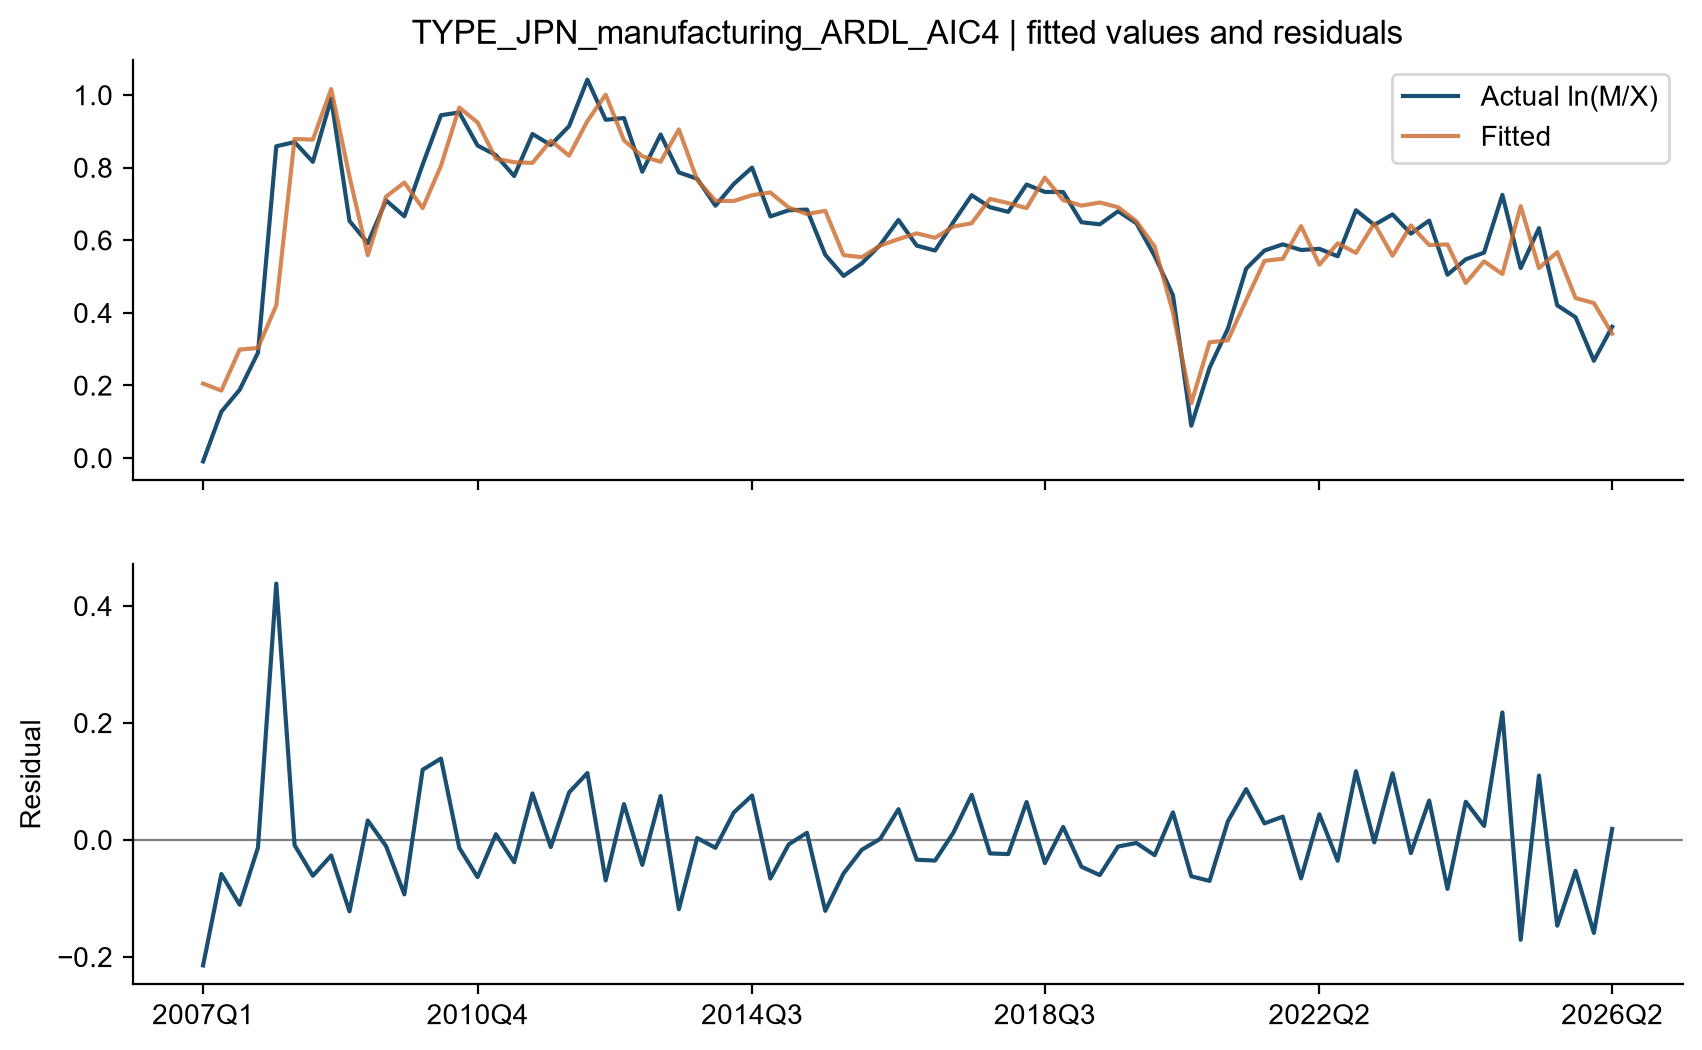 TYPE_JPN_manufacturing_ARDL_AIC4 | fitted values and residuals
Actual ln(M/X)
Fitted
1.0
0.8
0.6
0.4
0.2
0.0
Residual
0.4
0.2
0.0
−0.2
2007Q1 2010Q4 2014Q3 2018Q3 2022Q2 2026Q2